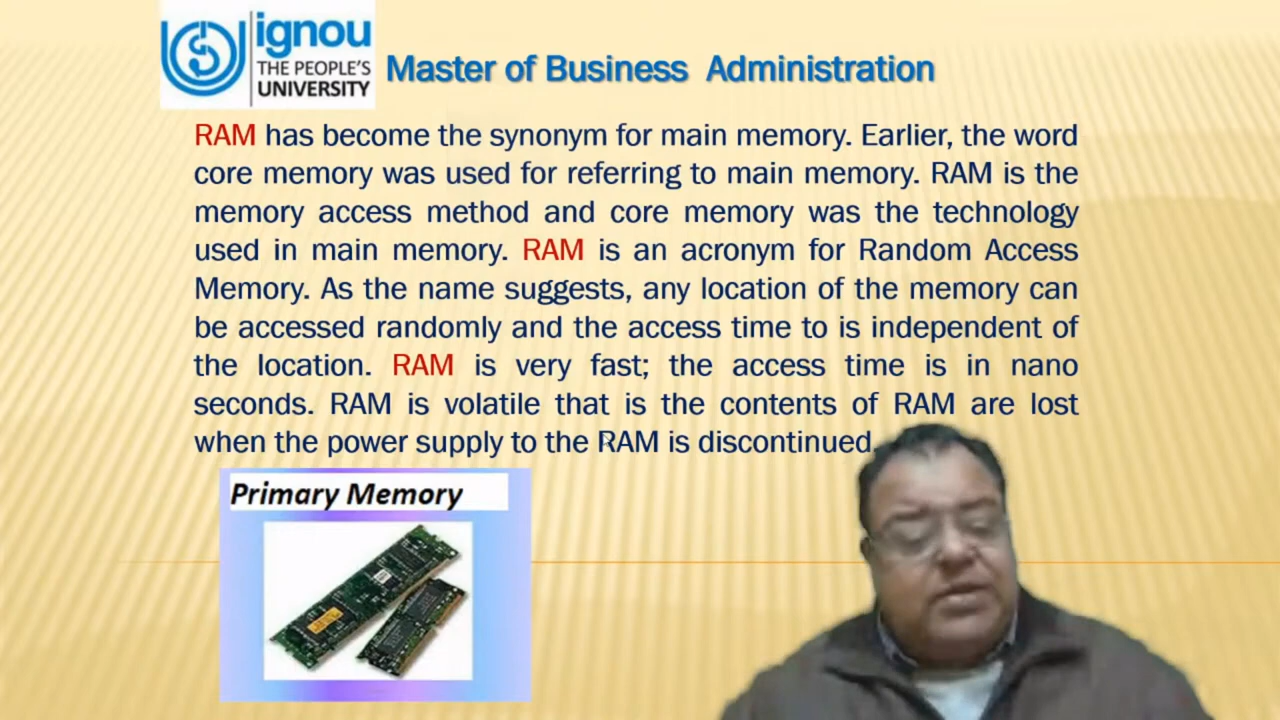 ignou
THE PEOPLE'S
UNIVERSITY
Master of Business Administration
RAM has become the synonym for main memory. Earlier, the word
core memory was used for referring to main memory. RAM is the
memory access method and core memory was the technology
used in main memory. RAM is an acronym for Random Access
Memory. As the name suggests, any location of the memory can
be accessed randomly and the access time to is independent of
the location. RAM is very fast; the access time is in nano
seconds. RAM is volatile that is the contents of RAM are lost
when the power supply to the RAM is discontinued.
Primary Memory